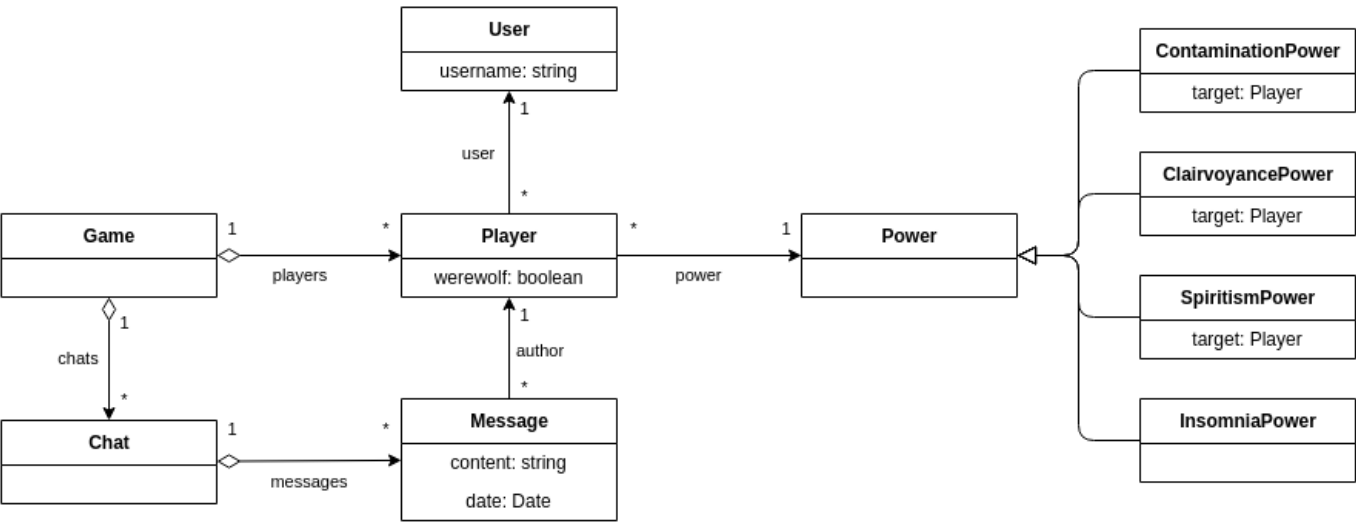 User
username: string
1
user
*
ContaminationPower
target: Player
ClairvoyancePower
target: Player
Game
1
*
players
Player
werewolf: boolean
*
1
power
Power
SpiritismPower
target: Player
1
chats
*
1
author
*
InsomniaPower
Chat
1
*
messages
Message
content: string
date: Date